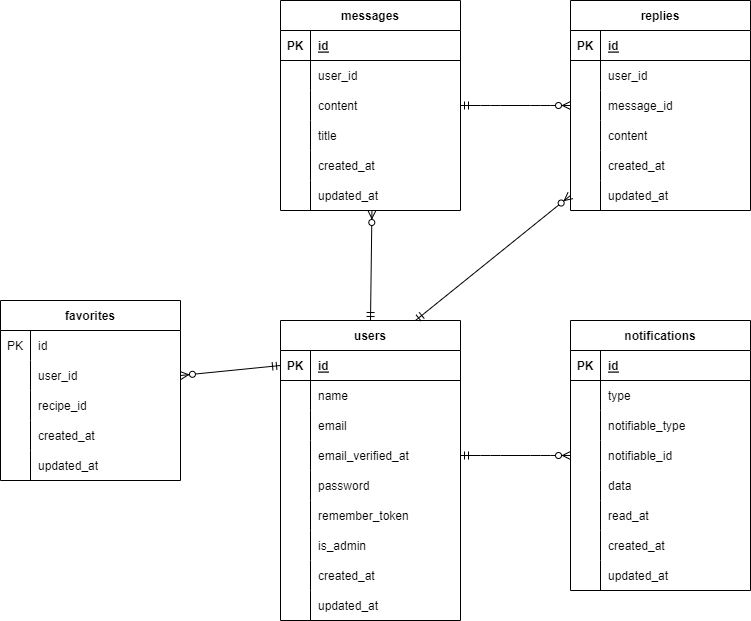 messages
PK id
user_id
content
title
created_at
updated_at
replies
PK id
user_id
message_id
content
created_at
updated_at
favorites
PK id
user_id
recipe_id
created_at
updated_at
users
PK id
name
email
email_verified_at
password
remember_token
is_admin
created_at
updated_at
notifications
PK id
type
notifiable_type
notifiable_id
data
read_at
created_at
updated_at